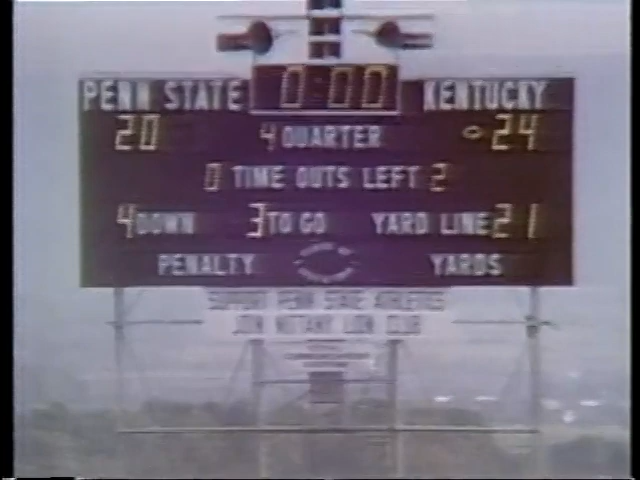 0:00
PENN STATE KENTUCKY
20 4 QUARTER 24
0 TIME OUTS LEFT 2
4 DOWN 3 TO GO YARD LINE 21
PENALTY YARDS
SUPPORT PENN STATE ATHLETICS
JOIN NITTANY LION CLUB